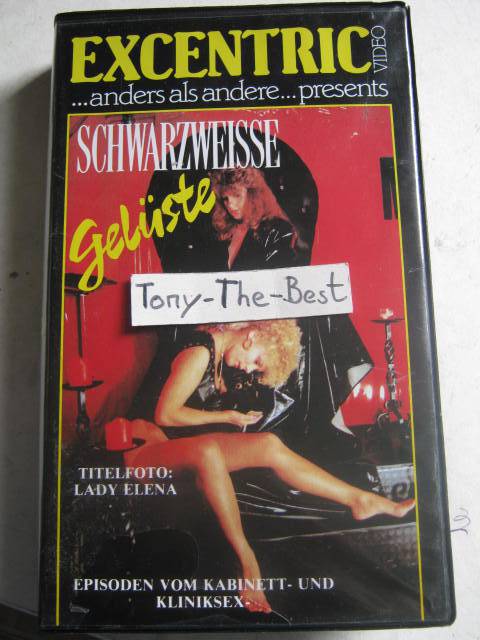 EXCENTRIC
VIDEO
...anders als andere...presents
SCHWARZWEISSE
Gelüste
Tony-The-Best
TITELFOTO:
LADY ELENA
EPISODEN VOM KABINETT- UND
KLINIKSEX-